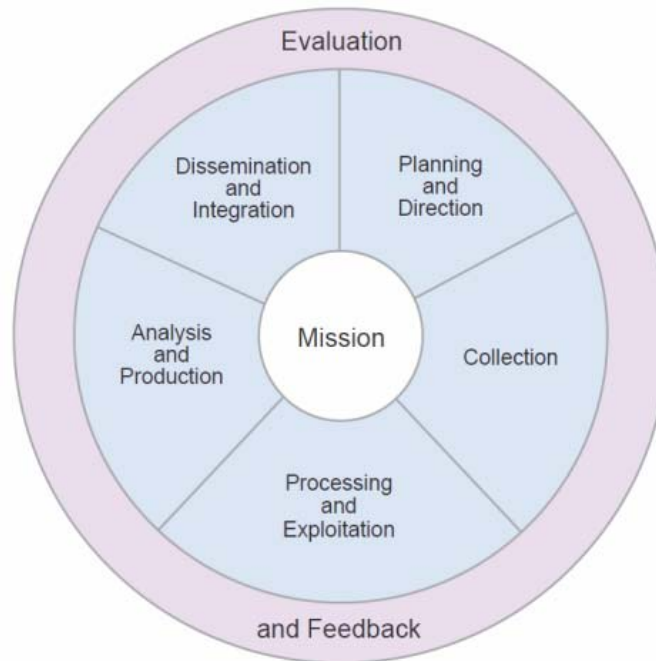 Evaluation
Dissemination
and
Integration
Planning
and
Direction
Analysis
and
Production
Mission
Collection
Processing
and
Exploitation
and Feedback